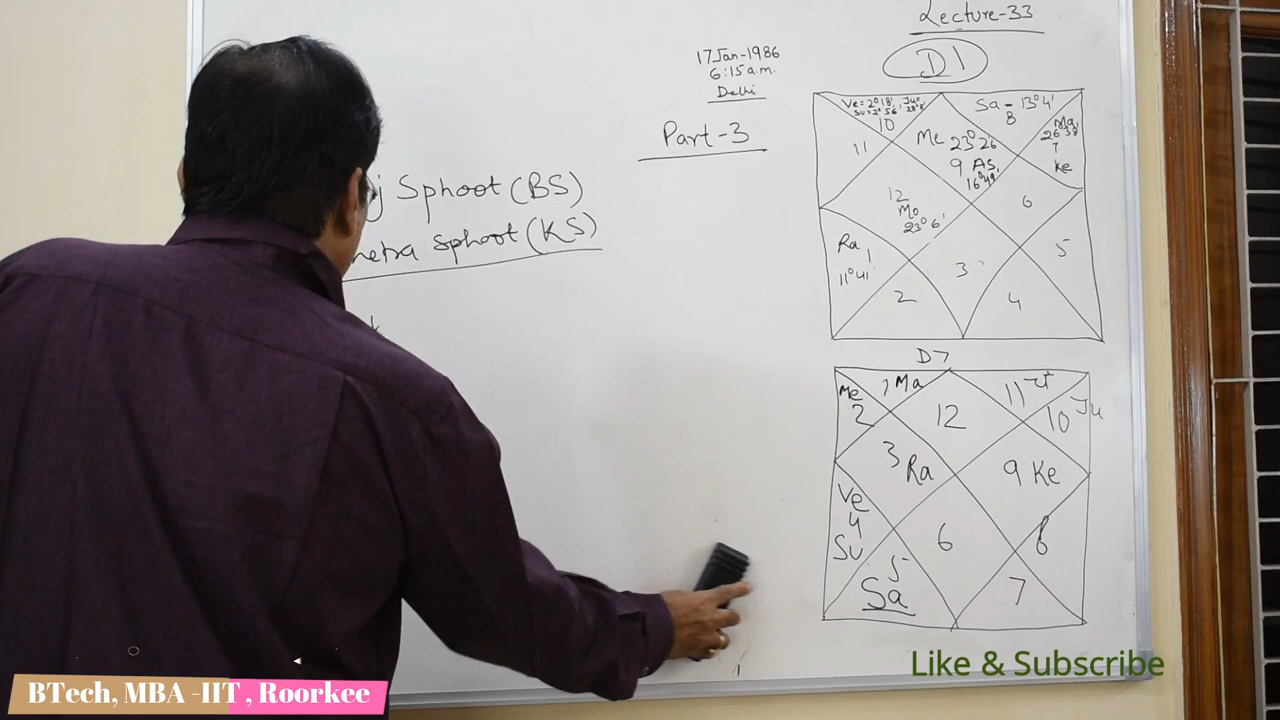 Lecture-33
D1
17 Jan-1986
6:15 a.m.
Delhi
Part-3
j Sphoot (BS)
hetra Sphoot (KS)
Ve = 2°18'
Su = 2°56'
10
Sa - 13°4'
8
Me 23°26
9 As
16°49'
Ma
26°38'
7
Ke
11
12
Mo
23°6'
6
Ra
1
11°41'
5
2
3
4
D7
Me
2
1 Ma
12
11
10 Ju
3 Ra
9 Ke
Ve
4
Su
6
8
5
Sa
7
Like & Subscribe
BTech, MBA -IIT , Roorkee